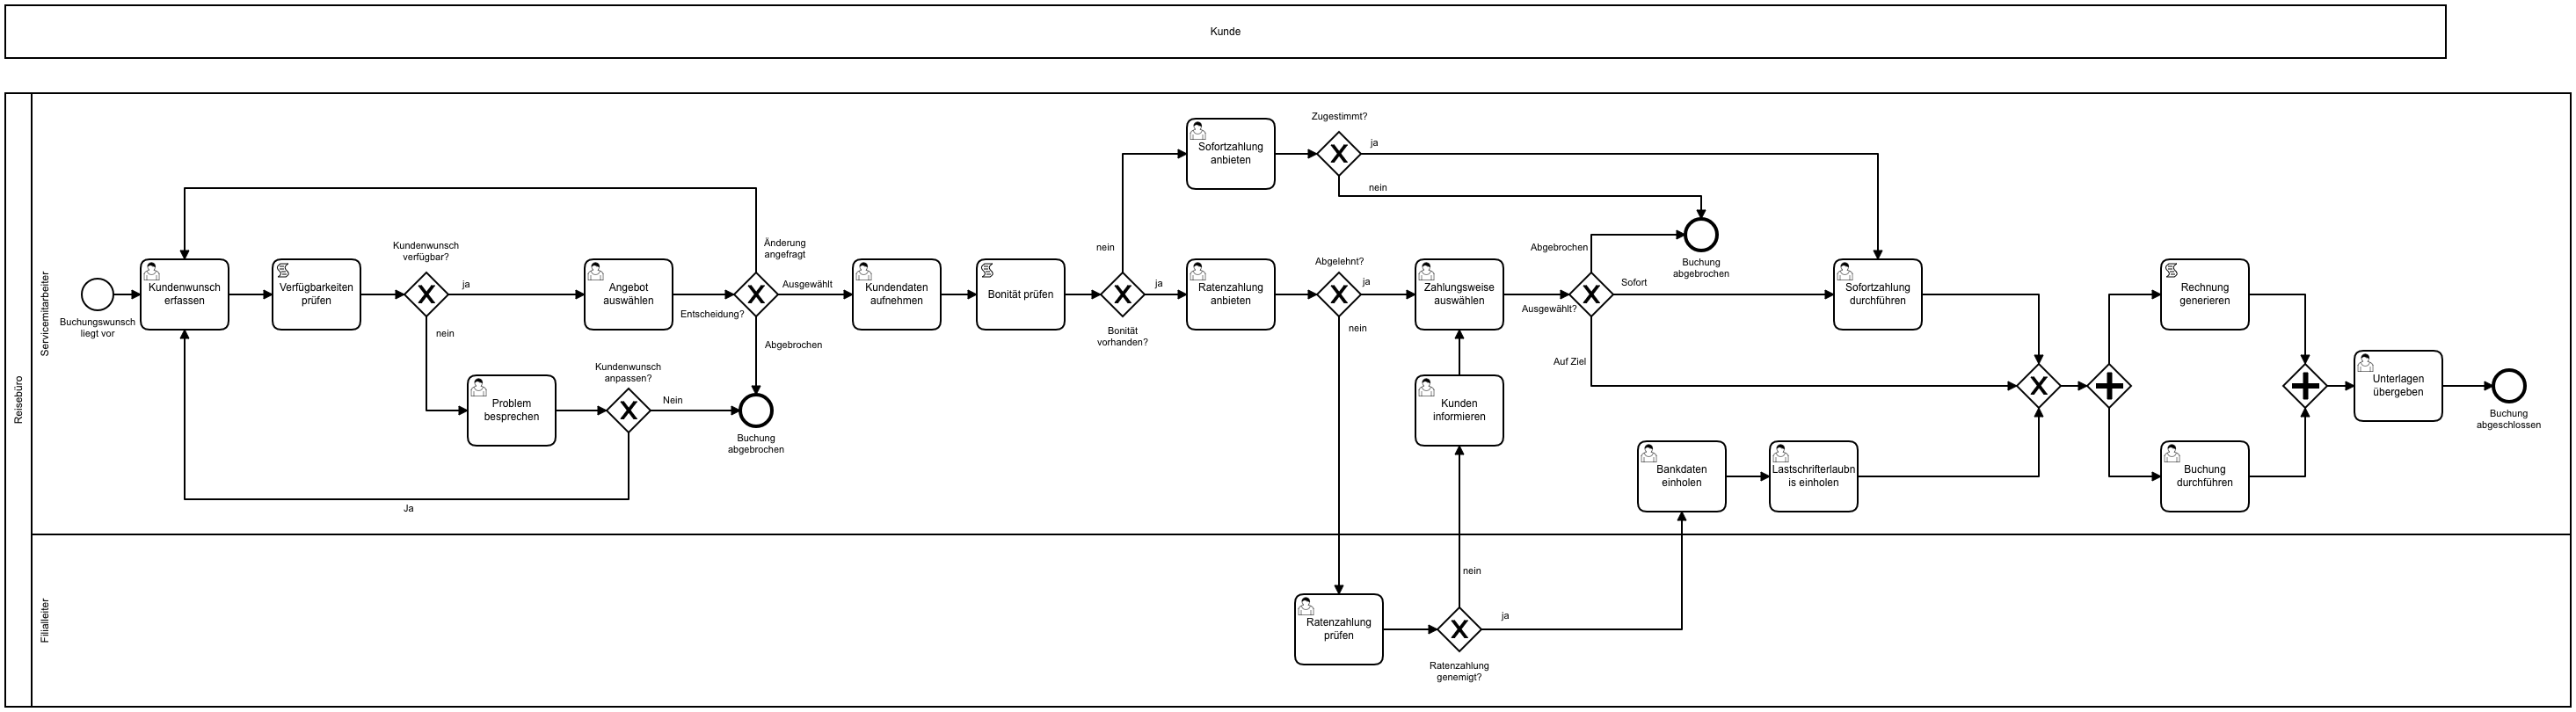 Kunde
Reisebüro
Servicemitarbeiter
Buchungswunsch
liegt vor
Kundenwunsch
erfassen
Verfügbarkeiten
prüfen
Kundenwunsch
verfügbar?
ja
nein
Problem
besprechen
Kundenwunsch
anpassen?
Nein
Ja
Angebot
auswählen
Entscheidung?
Änderung
angefragt
Ausgewählt
Abgebrochen
Buchung
abgebrochen
Kundendaten
aufnehmen
Bonität prüfen
Bonität
vorhanden?
nein
ja
Sofortzahlung
anbieten
Zugestimmt?
ja
nein
Ratenzahlung
anbieten
Abgelehnt?
ja
nein
Zahlungsweise
auswählen
Kunden
informieren
Ausgewählt?
Abgebrochen
Sofort
Auf Ziel
Buchung
abgebrochen
Sofortzahlung
durchführen
Bankdaten
einholen
Lastschrifterlaubn
is einholen
Rechnung
generieren
Buchung
durchführen
Unterlagen
übergeben
Buchung
abgeschlossen
Filialleiter
Ratenzahlung
prüfen
Ratenzahlung
genemigt?
nein
ja